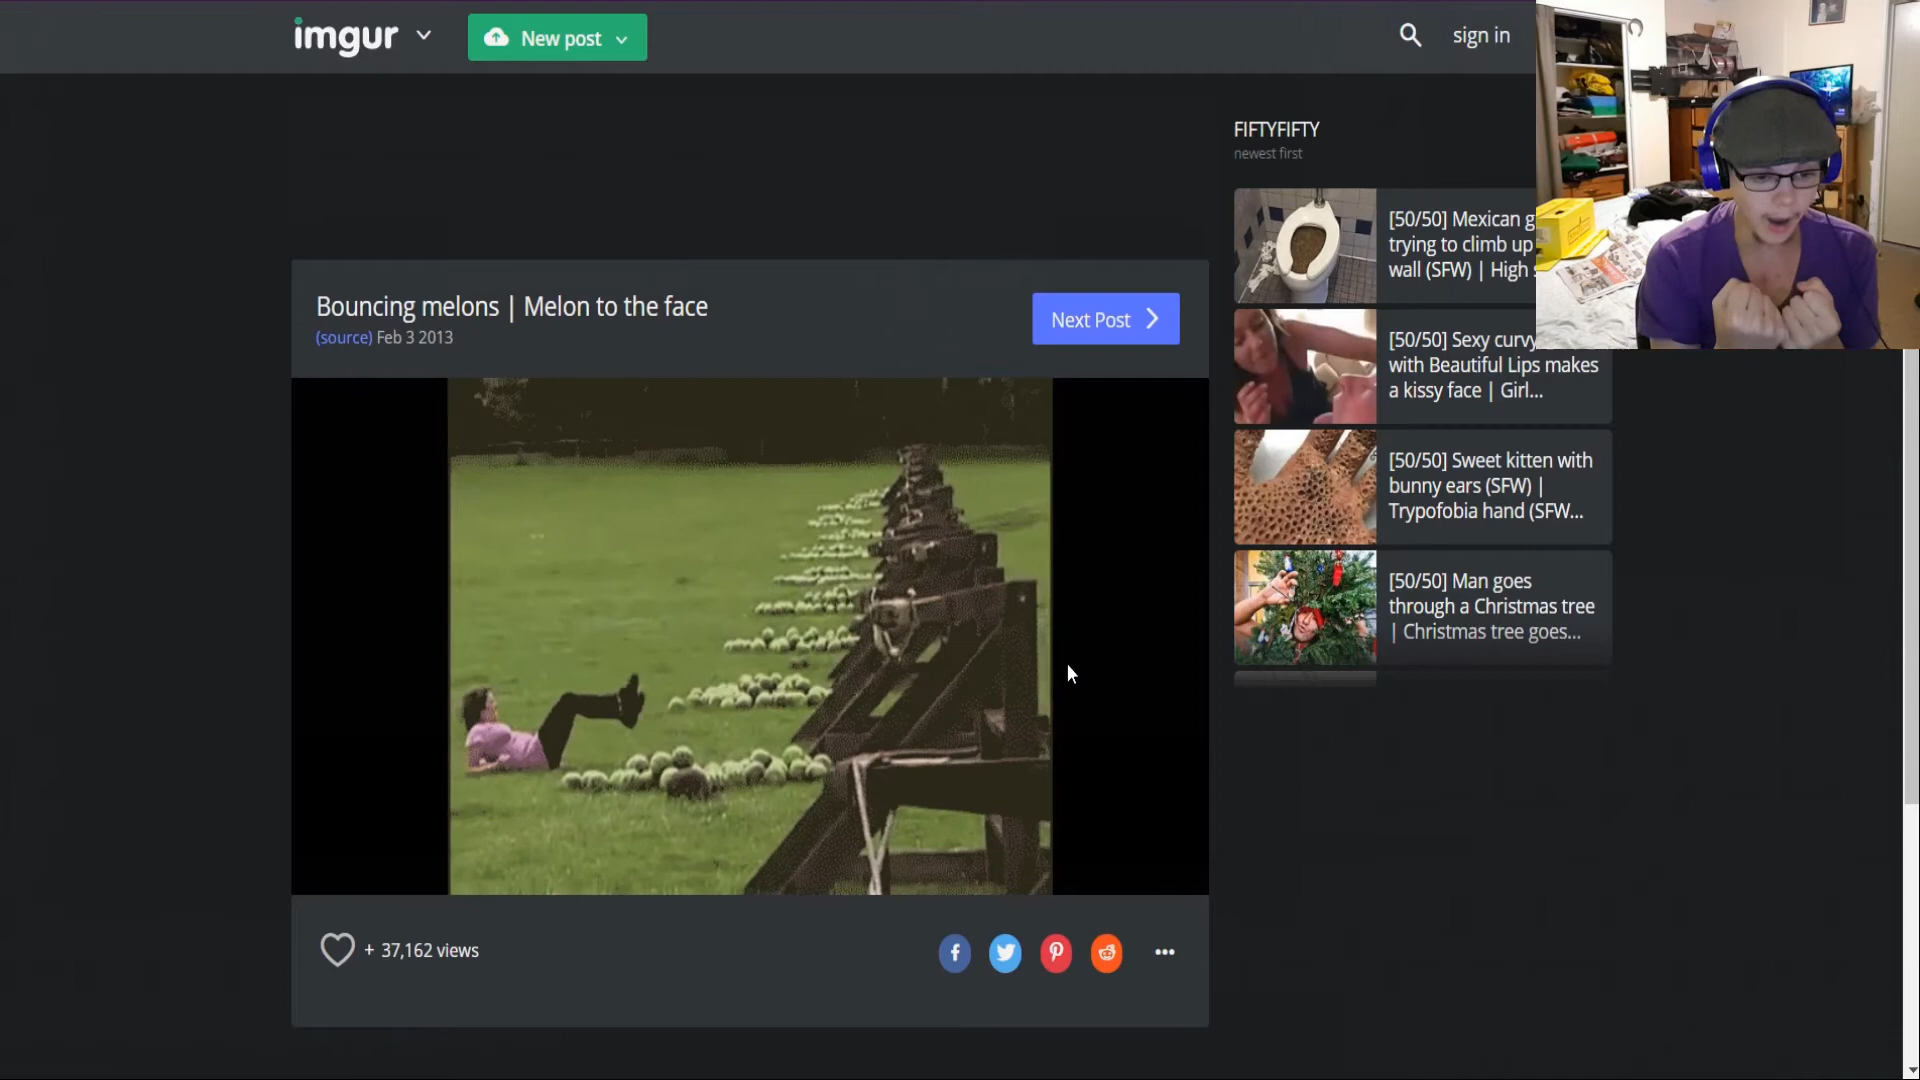 imgur
New post
sign in
FIFTYFIFTY
newest first
Bouncing melons | Melon to the face
(source) Feb 3 2013
Next Post
[50/50] Mexican g
trying to climb up
wall (SFW) | High
[50/50] Sexy curvy
with Beautiful Lips makes
a kissy face | Girl...
[50/50] Sweet kitten with
bunny ears (SFW) |
Trypofobia hand (SFW...
[50/50] Man goes
through a Christmas tree
| Christmas tree goes...
+ 37,162 views